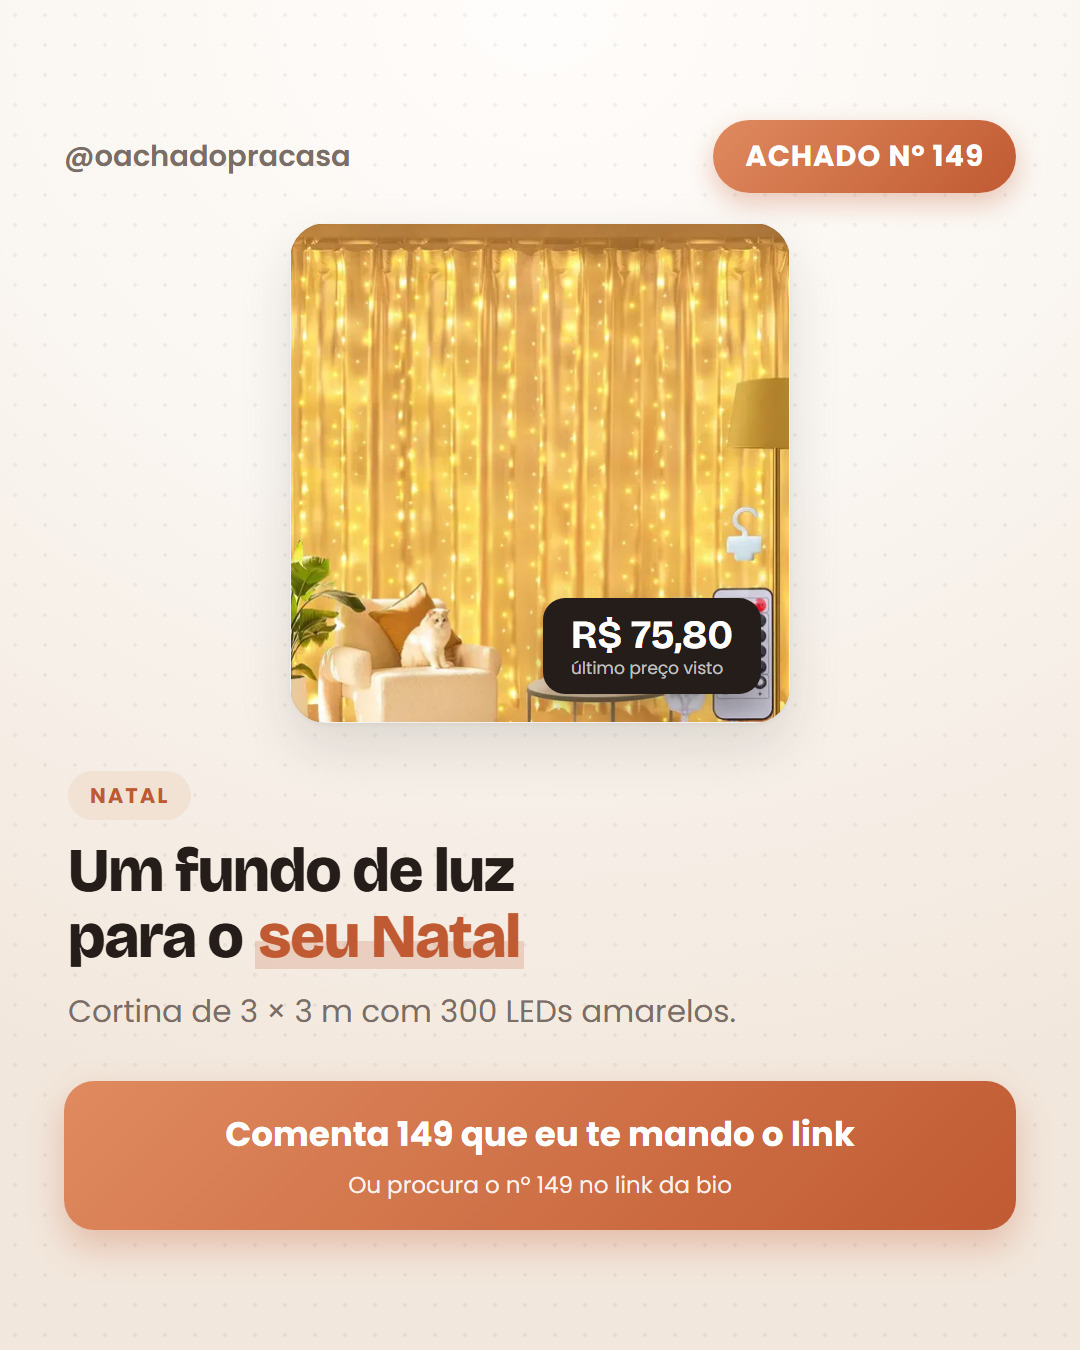 @oachadopracasa
ACHADO Nº 149
R$ 75,80
último preço visto
NATAL
Um fundo de luz
para o seu Natal
Cortina de 3 × 3 m com 300 LEDs amarelos.
Comenta 149 que eu te mando o link
Ou procura o nº 149 no link da bio